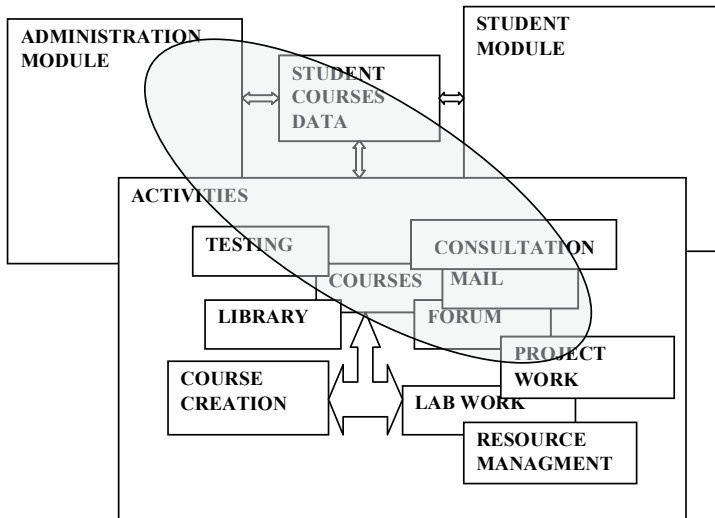 ADMINISTRATION
MODULE
STUDENT
COURSES
DATA
STUDENT
MODULE
ACTIVITIES
TESTING
CONSULTATION
COURSES
MAIL
LIBRARY
FORUM
PROJECT
WORK
COURSE
CREATION
LAB WORK
RESOURCE
MANAGMENT